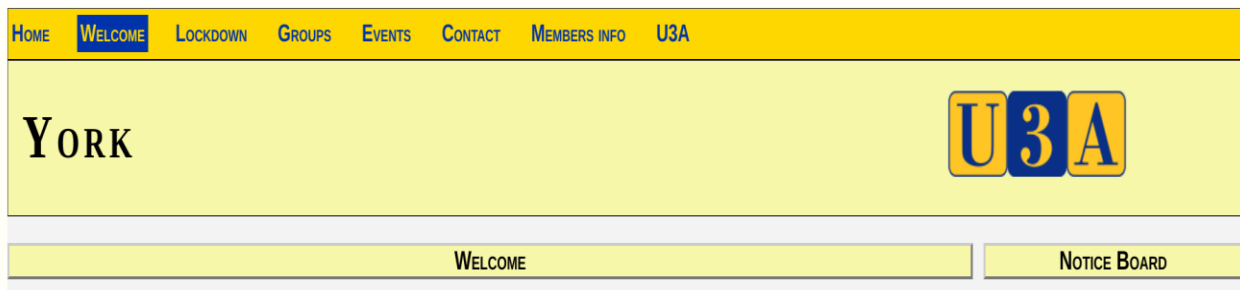 Home Welcome Lockdown Groups Events Contact Members info U3A
York
U3A
Welcome
Notice Board